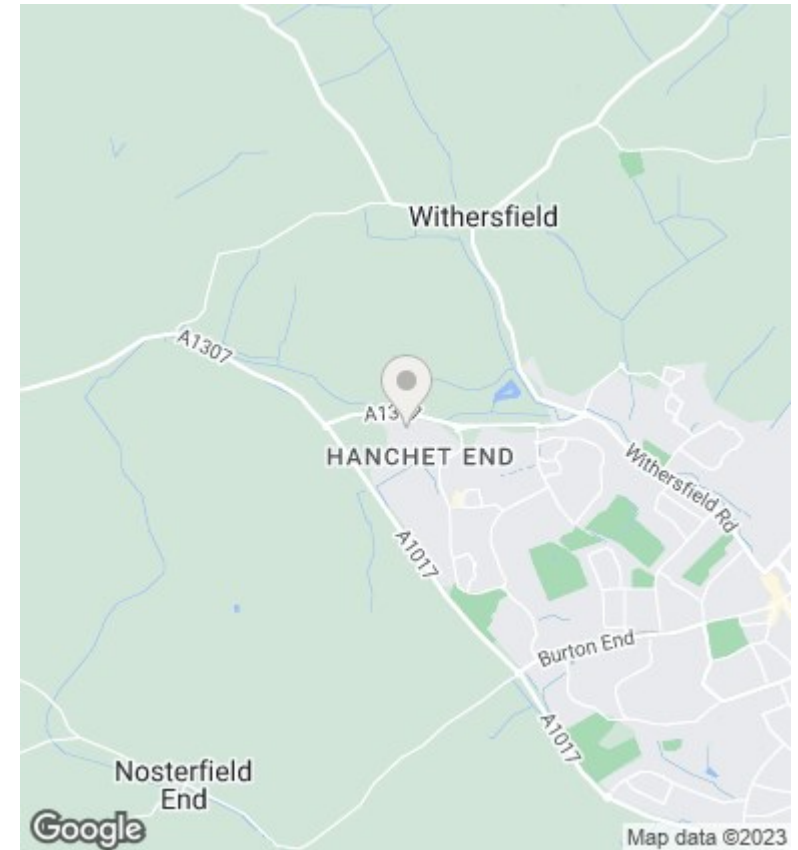 Withersfield
A1307
HANCHET END
Withersfield Rd
A1017
Burton End
A1017
Nosterfield
End
Google
Map data ©2023